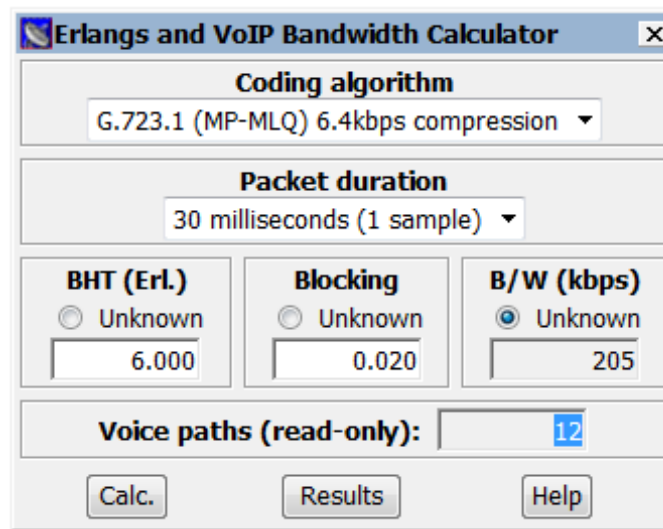 Erlangs and VoIP Bandwidth Calculator
Coding algorithm
G.723.1 (MP-MLQ) 6.4kbps compression
Packet duration
30 milliseconds (1 sample)
BHT (Erl.) Blocking B/W (kbps)
Unknown Unknown Unknown
6.000 0.020 205
Voice paths (read-only): 12
Calc. Results Help